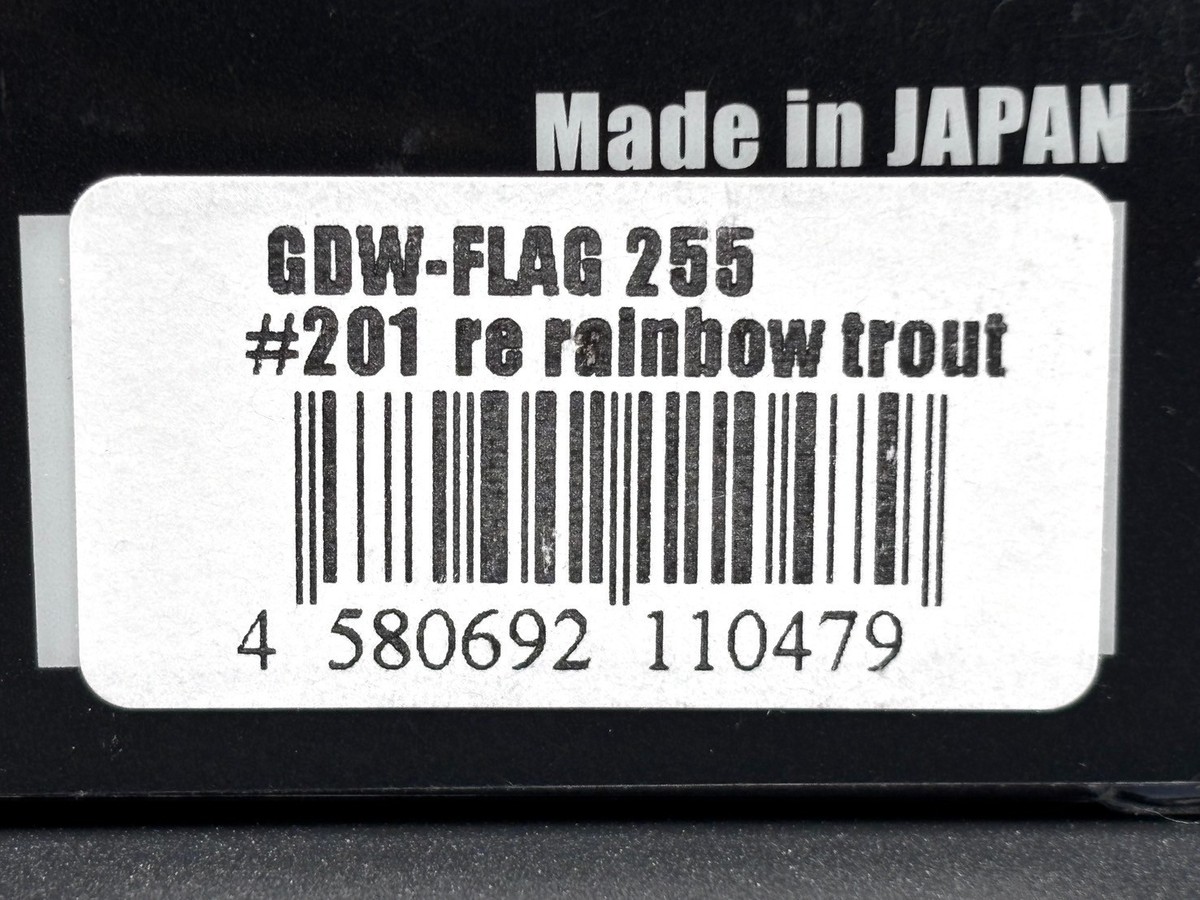 Made in JAPAN
GDW-FLAG 255
#201 re rainbow trout
4 580692 110479